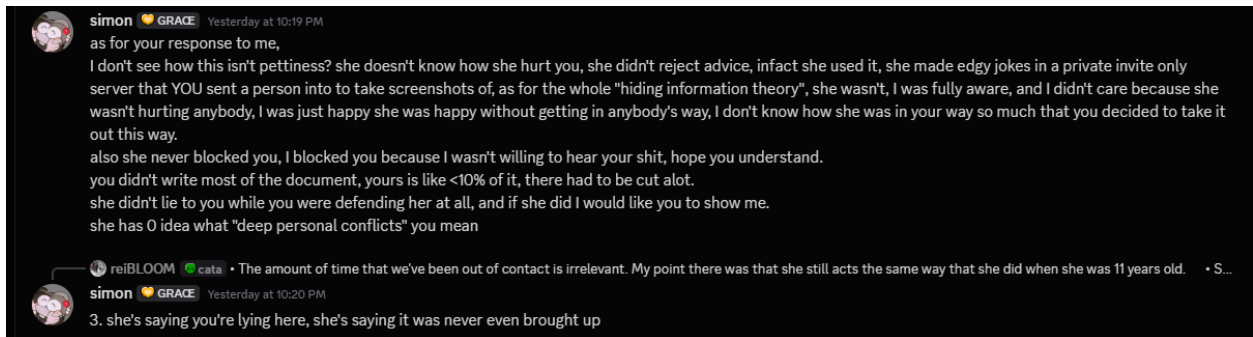 simon GRACE Yesterday at 10:19 PM
as for your response to me,
I don't see how this isn't pettiness? she doesn't know how she hurt you, she didn't reject advice, infact she used it, she made edgy jokes in a private invite only
server that YOU sent a person into to take screenshots of, as for the whole "hiding information theory", she wasn't, I was fully aware, and I didn't care because she
wasn't hurting anybody, I was just happy she was happy without getting in anybody's way, I don't know how she was in your way so much that you decided to take it
out this way.
also she never blocked you, I blocked you because I wasn't willing to hear your shit, hope you understand.
you didn't write most of the document, yours is like <10% of it, there had to be cut alot.
she didn't lie to you while you were defending her at all, and if she did I would like you to show me.
she has 0 idea what "deep personal conflicts" you mean
reiBLOOM cata • The amount of time that we've been out of contact is irrelevant. My point there was that she still acts the same way that she did when she was 11 years old. • S...
simon GRACE Yesterday at 10:20 PM
3. she's saying you're lying here, she's saying it was never even brought up